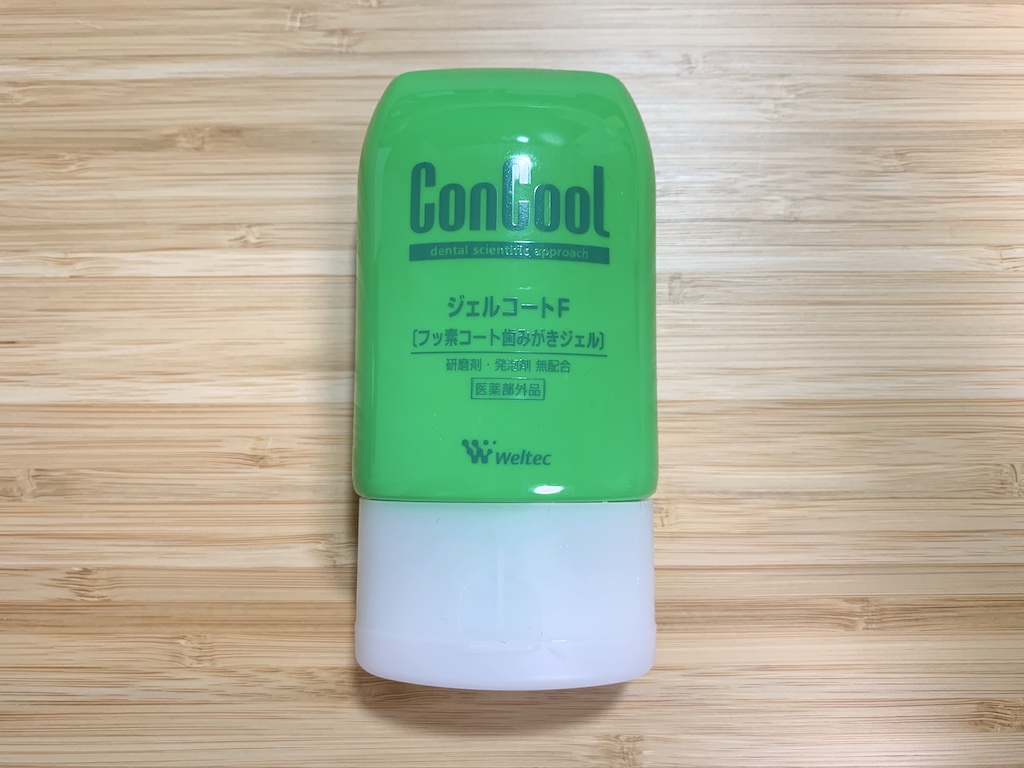 ConCool
dental scientific approach
ジェルコートF
[フッ素コート歯みがきジェル]
研磨剤・発泡剤 無配合
医薬部外品
weltec